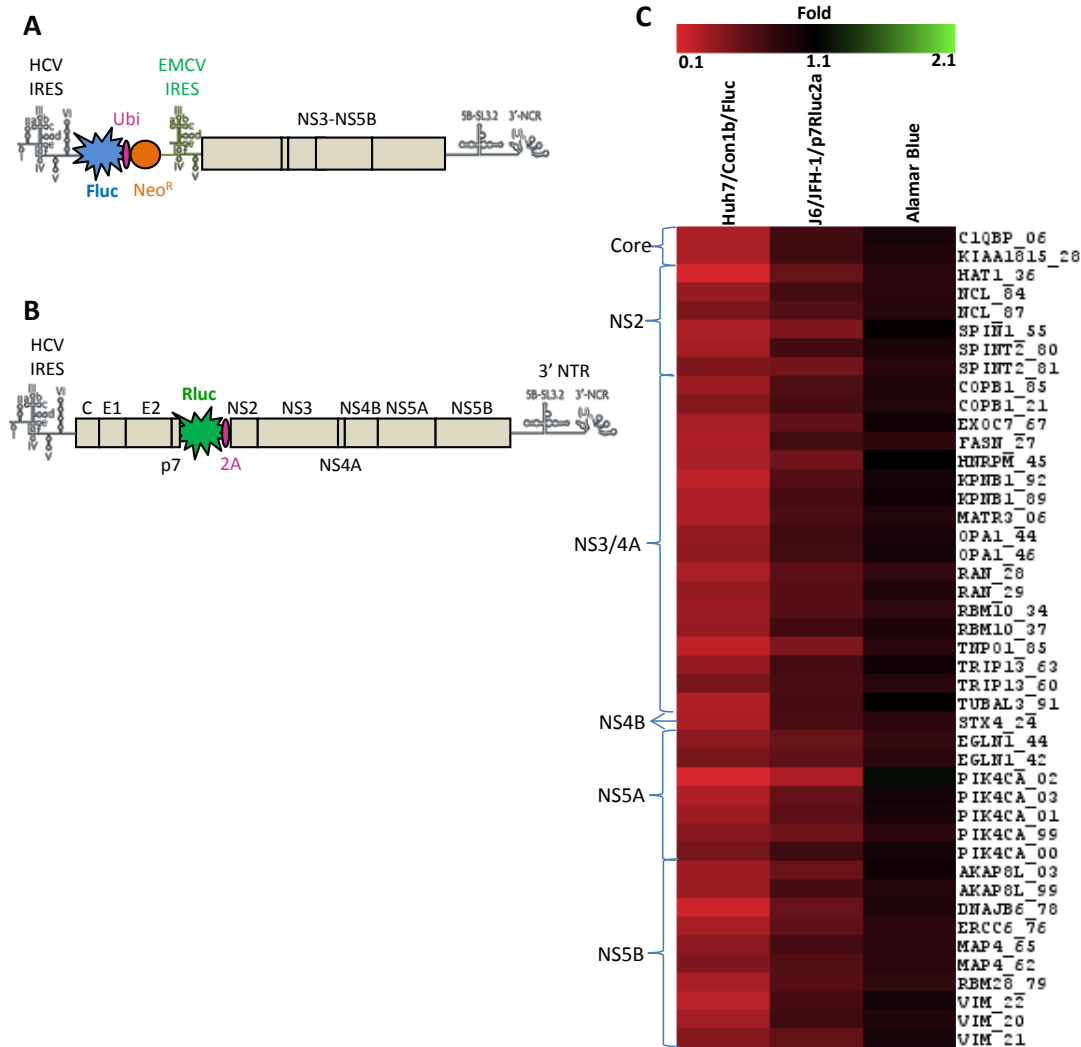 A
HCV
IRES
EMCV
IRES
Ubi
NS3-NS5B
5B-SL3.2
3'-NCR
Fluc
Neo^R
B
HCV
IRES
Rluc
3' NTR
5B-SL3.2
3'-NCR
C E1 E2 NS2 NS3 NS4B NS5A NS5B
p7 2A NS4A
C
Fold
0.1 1.1 2.1
Huh7/Con1b/Fluc
J6/JFH-1/p7Rluc2a
Alamar Blue
Core
NS2
NS3/4A
NS4B
NS5A
NS5B
C1QBP_06
KIAA1815_28
HAT1_36
NCL_84
NCL_87
SPIN1_55
SPINT2_80
SPINT2_81
COPB1_85
COPB1_21
EXOC7_67
FASN_27
HNRPM_45
KPNB1_92
KPNB1_89
MATR3_06
OPA1_44
OPA1_46
RAN_28
RAN_29
RBM10_34
RBM10_37
TNPO1_85
TRIP13_63
TRIP13_60
TUBAL3_91
STX4_24
EGLN1_44
EGLN1_42
PIK4CA_02
PIK4CA_03
PIK4CA_01
PIK4CA_99
PIK4CA_00
AKAP8L_03
AKAP8L_99
DNAJB6_78
ERCC6_76
MAP4_65
MAP4_62
RBM28_79
VIM_22
VIM_20
VIM_21